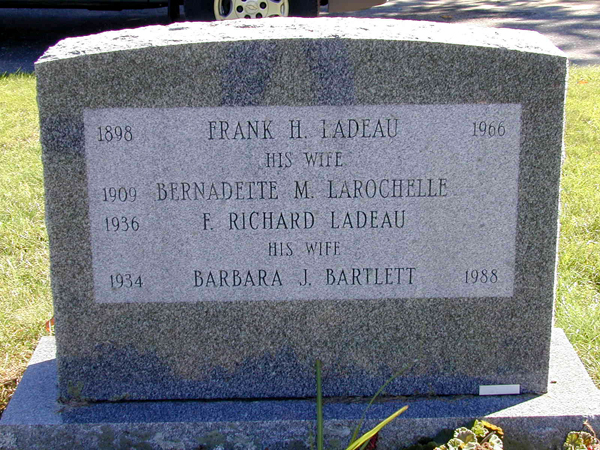 1898 FRANK H. LADEAU 1966
HIS WIFE
1909 BERNADETTE M. LAROCHELLE
1936 F. RICHARD LADEAU
HIS WIFE
1934 BARBARA J. BARTLETT 1988